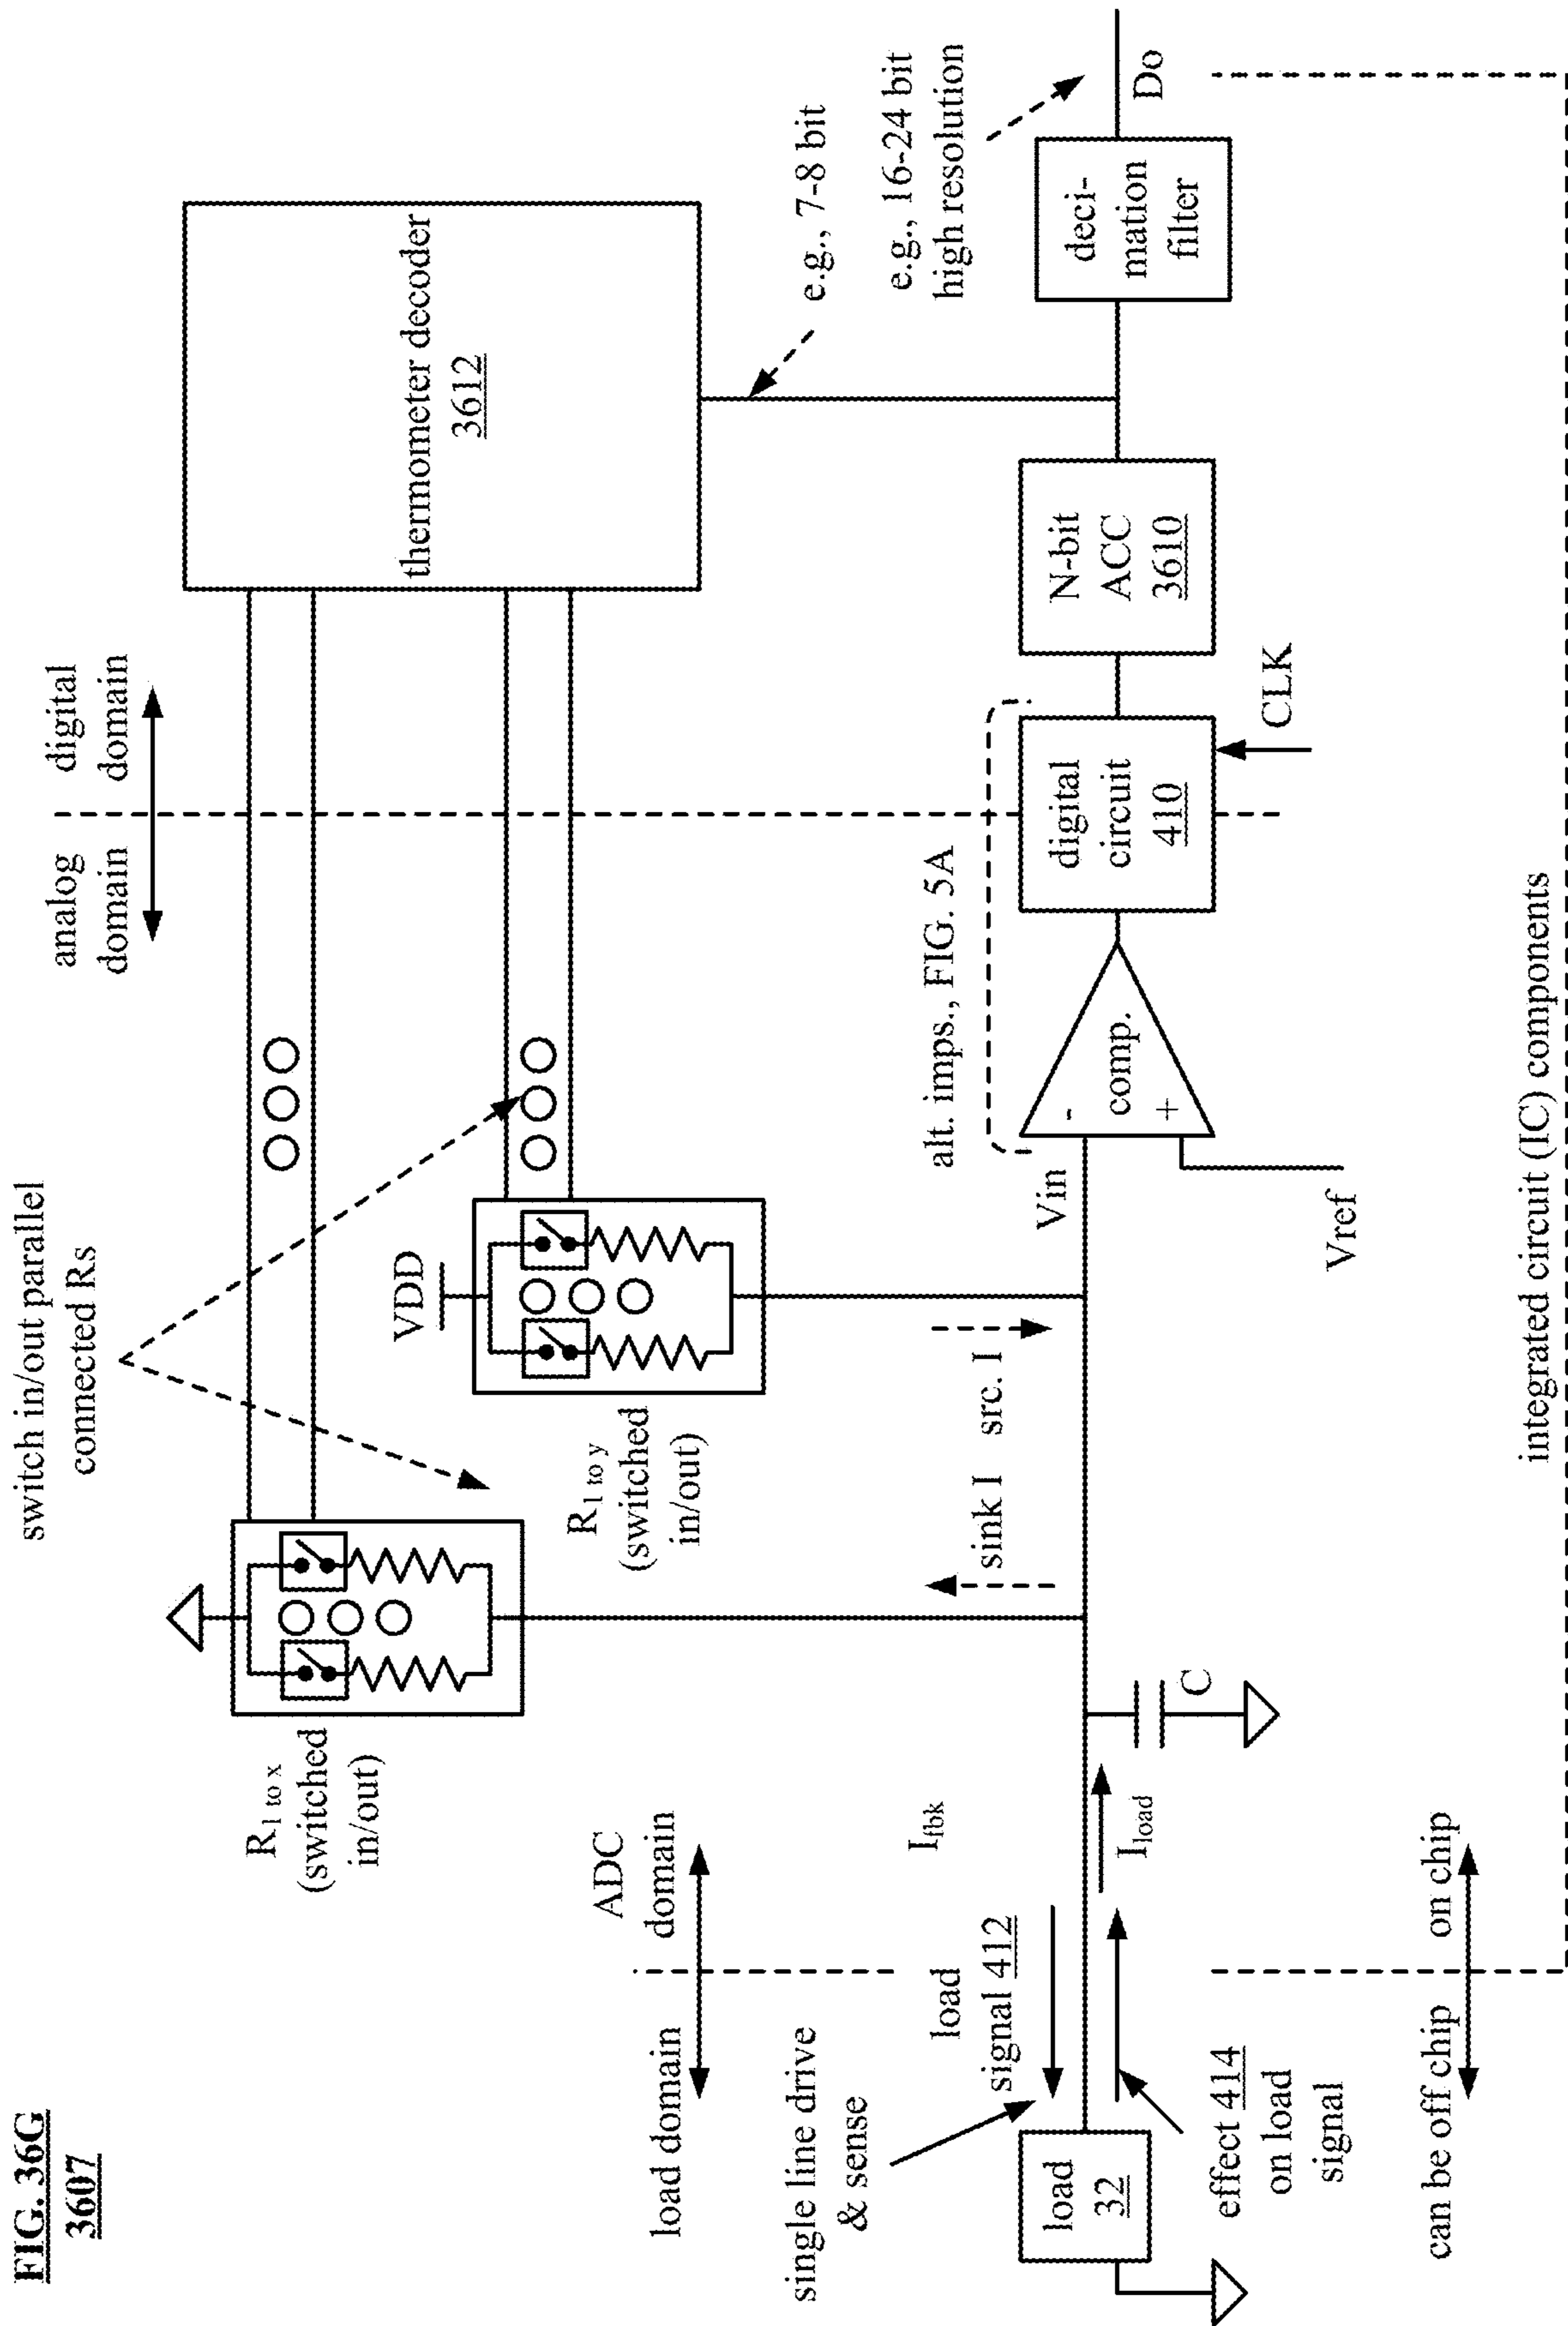 FIG. 36G
3607
switch in/out parallel
connected Rs
analog
domain
digital
domain
R1 to x
(switched
in/out)
VDD
R1 to y
(switched
in/out)
thermometer decoder
3612
e.g., 7-8 bit
e.g., 16-24 bit
high resolution
load domain
ADC
domain
single line drive
& sense
load
signal 412
Ifbk
sink I
src. I
alt. imps., FIG. 5A
load
32
effect 414
on load
signal
Iload
C
Vin
Vref
-
comp.
+
digital
circuit
410
CLK
N-bit
ACC
3610
deci-
mation
filter
Do
can be off chip
on chip
integrated circuit (IC) components